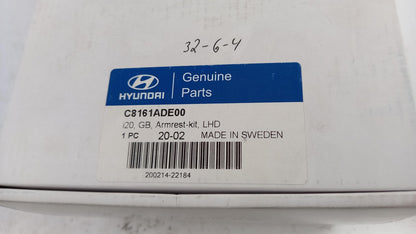 32-6-4
HYUNDAI
Genuine
Parts
C8161ADE00
i20, GB, Armrest-kit, LHD
1 PC 20-02 MADE IN SWEDEN
200214-22184